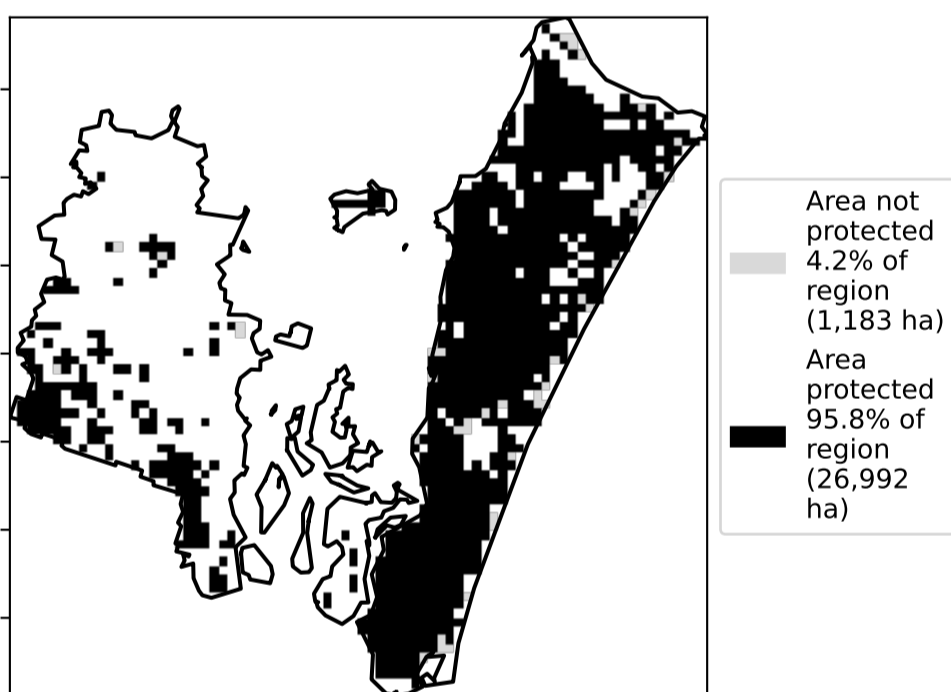 Area not
protected
4.2% of
region
(1,183 ha)
Area
protected
95.8% of
region
(26,992
ha)